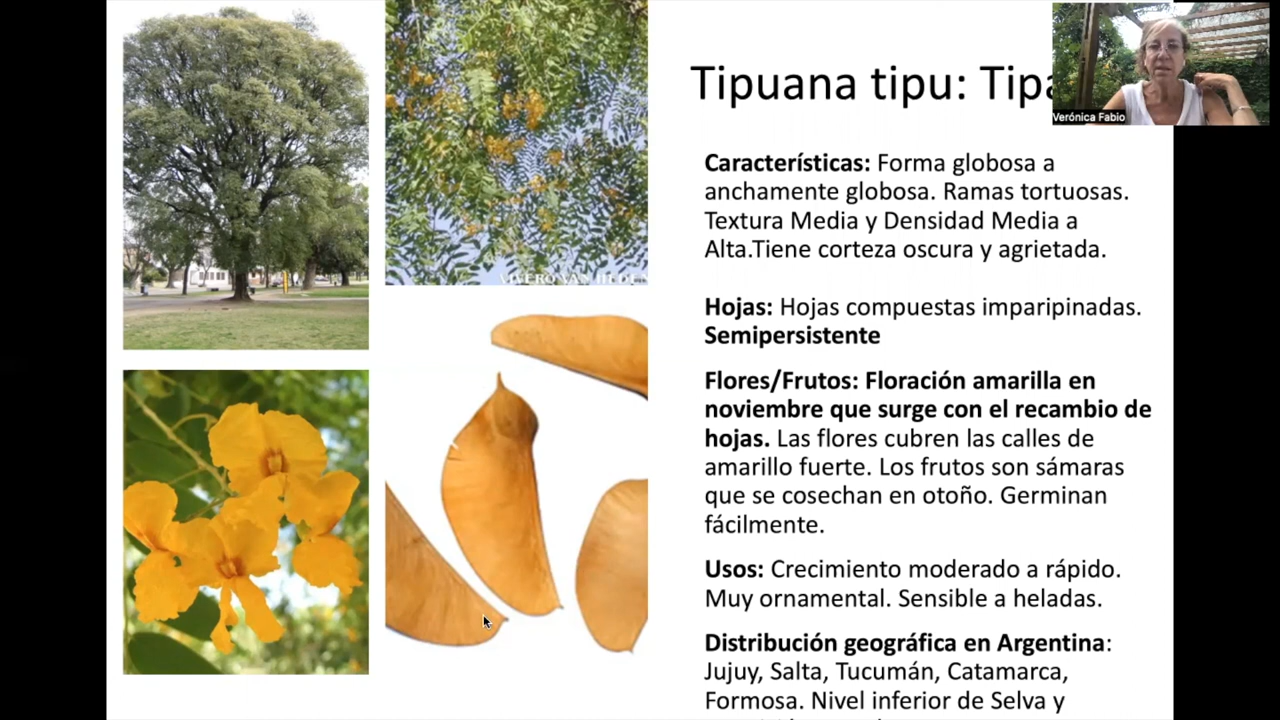 Tipuana tipu: Tipa
Verónica Fabio
VIVERO VAN HEDEN
Características: Forma globosa a
anchamente globosa. Ramas tortuosas.
Textura Media y Densidad Media a
Alta.Tiene corteza oscura y agrietada.
Hojas: Hojas compuestas imparipinadas.
Semipersistente
Flores/Frutos: Floración amarilla en
noviembre que surge con el recambio de
hojas. Las flores cubren las calles de
amarillo fuerte. Los frutos son sámaras
que se cosechan en otoño. Germinan
fácilmente.
Usos: Crecimiento moderado a rápido.
Muy ornamental. Sensible a heladas.
Distribución geográfica en Argentina:
Jujuy, Salta, Tucumán, Catamarca,
Formosa. Nivel inferior de Selva y